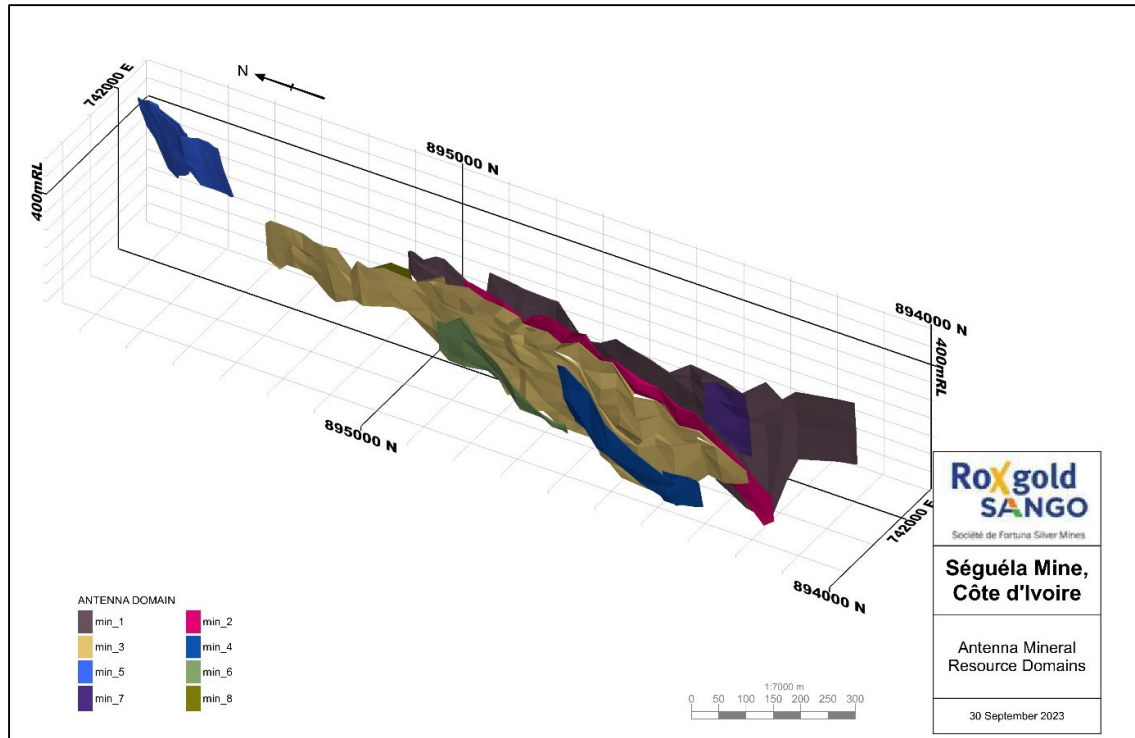 N
742000 E
895000 N
400mRL
894000 N
400mRL
895000 N
742000 E
894000 N
Roxgold
SANGO
Société de Fortuna Silver Mines
Séguéla Mine,
Côte d'Ivoire
Antenna Mineral
Resource Domains
30 September 2023
ANTENNA DOMAIN
min_1 min_2
min_3 min_4
min_5 min_6
min_7 min_8
1:7000 m
0 50 100 150 200 250 300